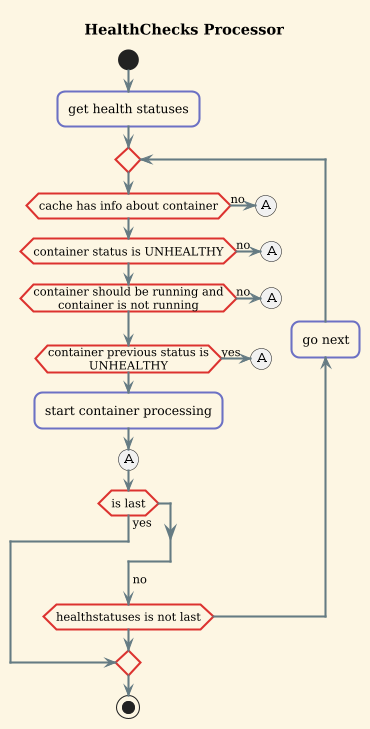 HealthChecks Processor
get health statuses
cache has info about container
no
A
container status is UNHEALTHY
no
A
container should be running and
container is not running
no
A
container previous status is
UNHEALTHY
yes
A
go next
start container processing
A
is last
yes
no
healthstatuses is not last